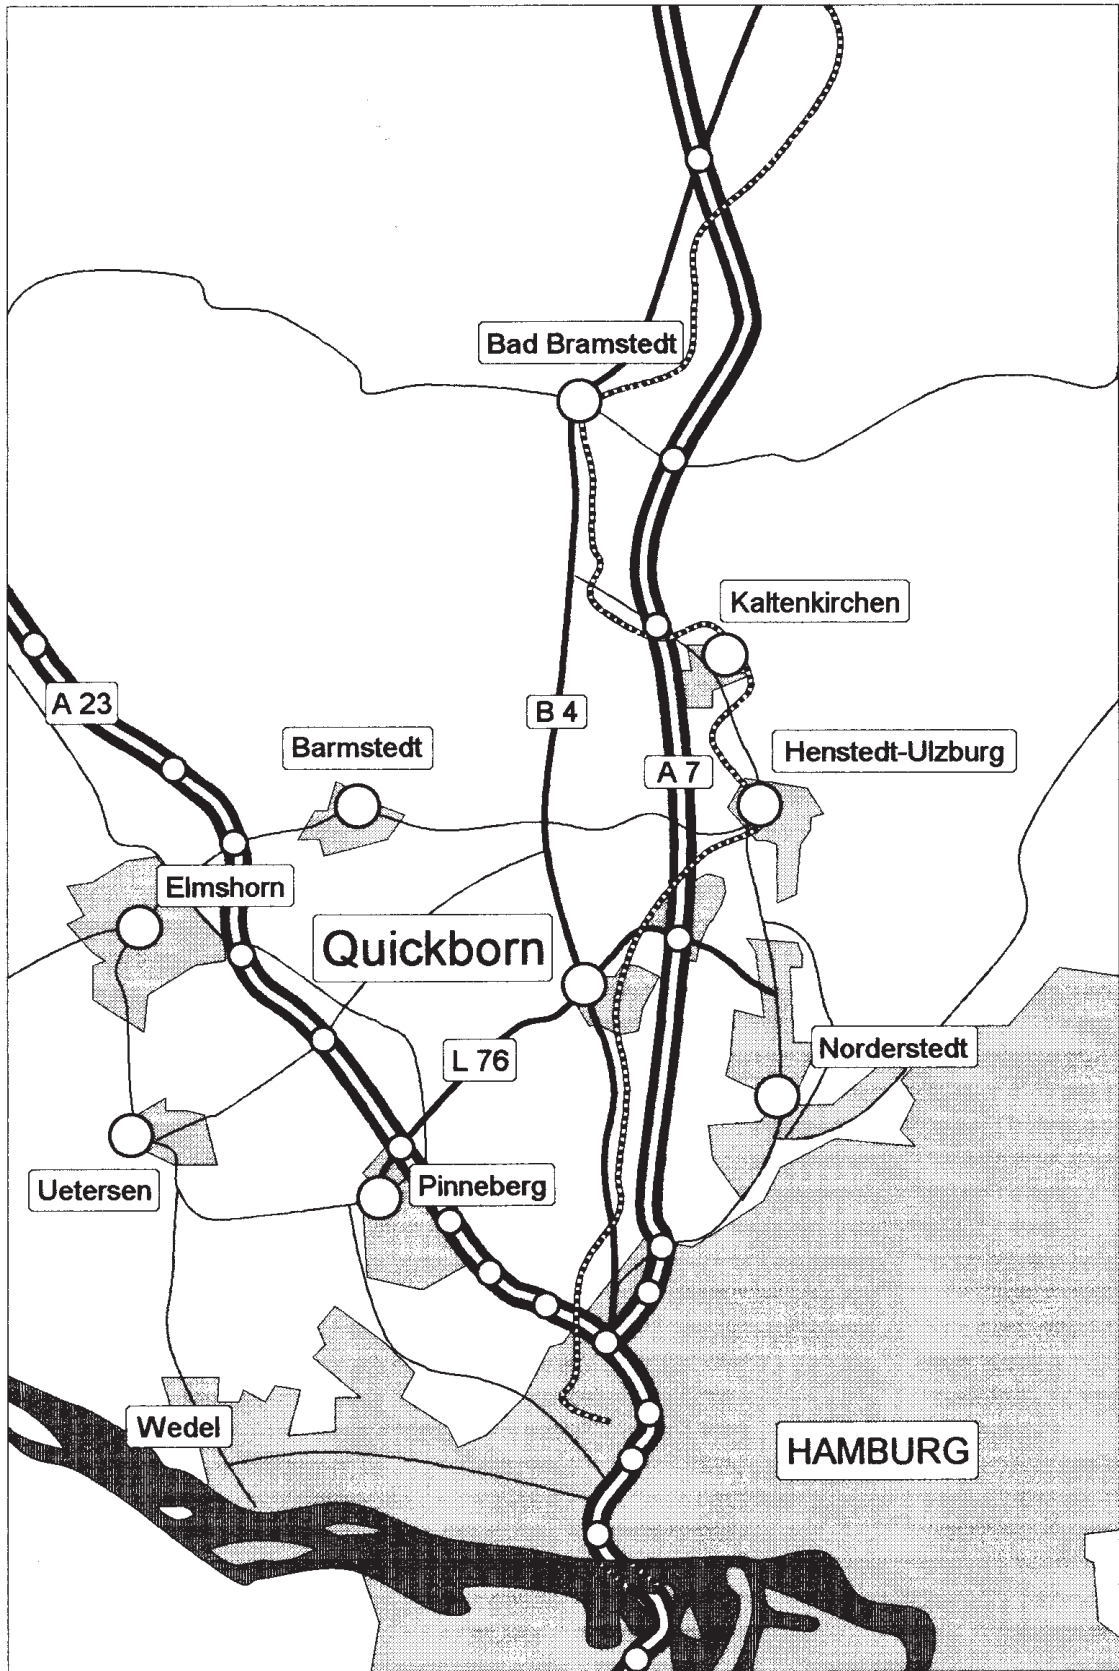 Bad Bramstedt
Kaltenkirchen
A 23
B 4
Barmstedt
Henstedt-Ulzburg
A 7
Elmshorn
Quickborn
Norderstedt
L 76
Uetersen
Pinneberg
Wedel
HAMBURG